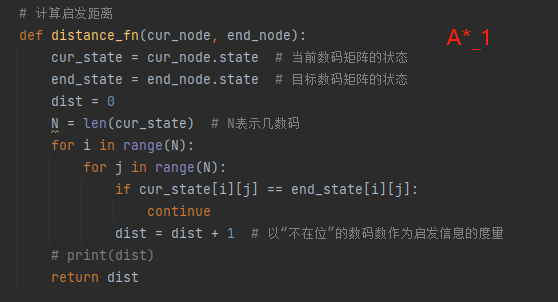 # 计算启发距离
def distance_fn(cur_node, end_node):
A*_1
    cur_state = cur_node.state  # 当前数码矩阵的状态
    end_state = end_node.state  # 目标数码矩阵的状态
    dist = 0
    N = len(cur_state)  # N表示几数码
    for i in range(N):
        for j in range(N):
            if cur_state[i][j] == end_state[i][j]:
                continue
            dist = dist + 1  # 以“不在位”的数码数作为启发信息的度量
    # print(dist)
    return dist